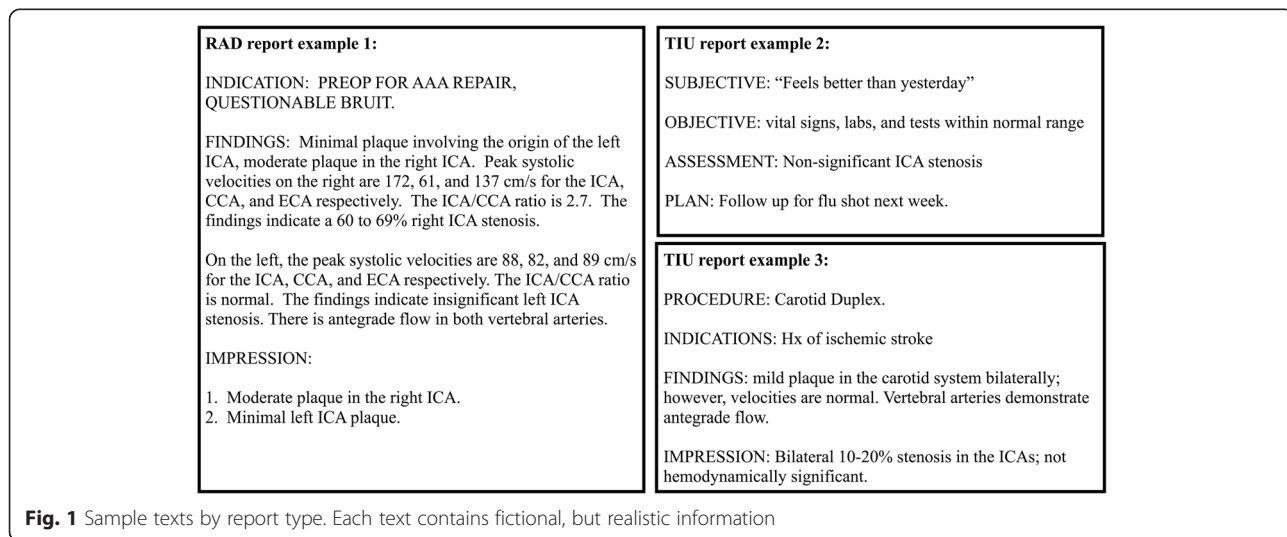 RAD report example 1:
INDICATION: PREOP FOR AAA REPAIR,
QUESTIONABLE BRUIT.
FINDINGS: Minimal plaque involving the origin of the left
ICA, moderate plaque in the right ICA. Peak systolic
velocities on the right are 172, 61, and 137 cm/s for the ICA,
CCA, and ECA respectively. The ICA/CCA ratio is 2.7. The
findings indicate a 60 to 69% right ICA stenosis.
On the left, the peak systolic velocities are 88, 82, and 89 cm/s
for the ICA, CCA, and ECA respectively. The ICA/CCA ratio
is normal. The findings indicate insignificant left ICA
stenosis. There is antegrade flow in both vertebral arteries.
IMPRESSION:
1. Moderate plaque in the right ICA.
2. Minimal left ICA plaque.
TIU report example 2:
SUBJECTIVE: “Feels better than yesterday”
OBJECTIVE: vital signs, labs, and tests within normal range
ASSESSMENT: Non-significant ICA stenosis
PLAN: Follow up for flu shot next week.
TIU report example 3:
PROCEDURE: Carotid Duplex.
INDICATIONS: Hx of ischemic stroke
FINDINGS: mild plaque in the carotid system bilaterally;
however, velocities are normal. Vertebral arteries demonstrate
antegrade flow.
IMPRESSION: Bilateral 10-20% stenosis in the ICAs; not
hemodynamically significant.
Fig. 1 Sample texts by report type. Each text contains fictional, but realistic information